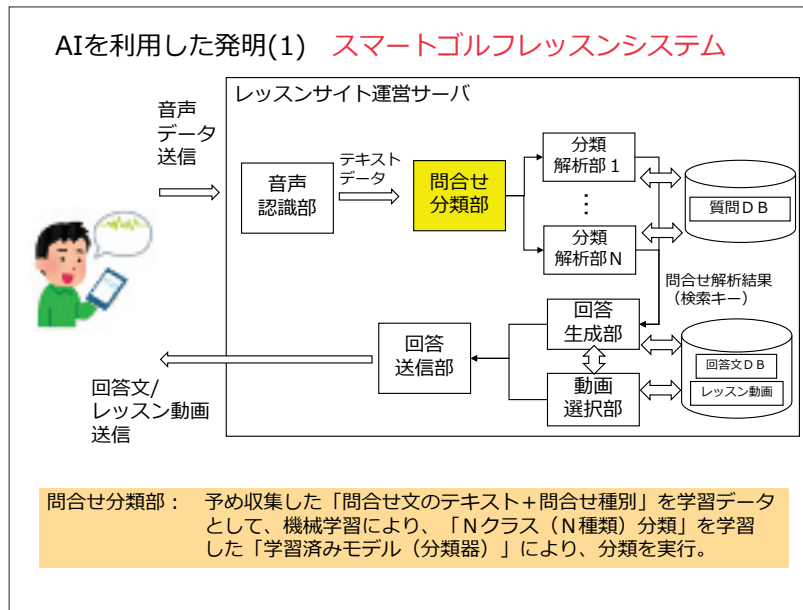 AIを利用した発明(1) スマートゴルフレッスンシステム
レッスンサイト運営サーバ
音声
データ
送信
音声
認識部
テキスト
データ
問合せ
分類部
分類
解析部１
⋮
分類
解析部Ｎ
質問ＤＢ
問合せ解析結果
（検索キー）
回答
生成部
動画
選択部
回答文ＤＢ
レッスン動画
回答
送信部
回答文/
レッスン動画
送信
問合せ分類部： 予め収集した「問合せ文のテキスト＋問合せ種別」を学習データ
として、機械学習により、「Ｎクラス（Ｎ種類）分類」を学習
した「学習済みモデル（分類器）」により、分類を実行。